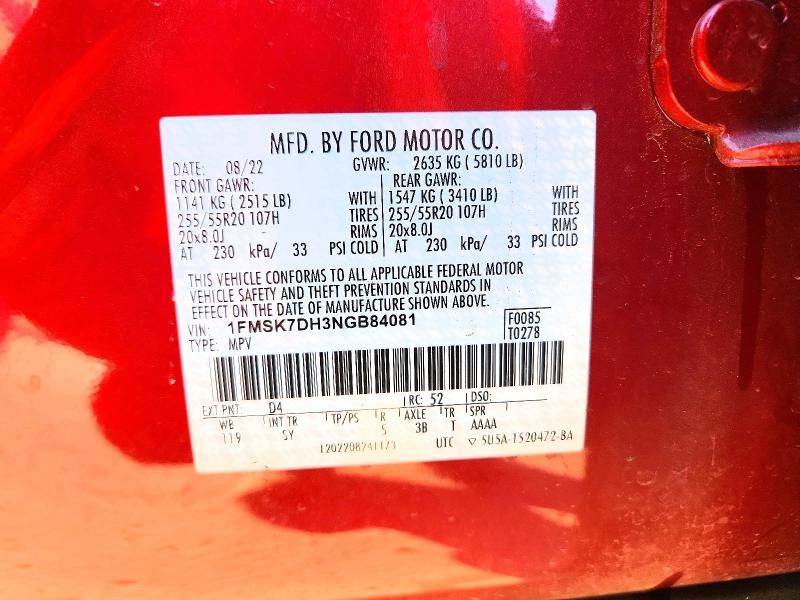 MFD. BY FORD MOTOR CO.
DATE: 08/22 GVWR: 2635 KG ( 5810 LB)
FRONT GAWR: REAR GAWR:
1141 KG ( 2515 LB) WITH 1547 KG ( 3410 LB) WITH
255/55R20 107H TIRES 255/55R20 107H TIRES
20x8.0J RIMS 20x8.0J RIMS
AT 230 kPa/ 33 PSI COLD AT 230 kPa/ 33 PSI COLD
THIS VEHICLE CONFORMS TO ALL APPLICABLE FEDERAL MOTOR
VEHICLE SAFETY AND THEFT PREVENTION STANDARDS IN
EFFECT ON THE DATE OF MANUFACTURE SHOWN ABOVE.
VIN: 1FMSK7DH3NGB84081 F0085
TYPE: MPV T0278
EXT PNT: D4 RC: 52 DSO:
WB INT TR TP/PS R AXLE TR SPR
119 SY S 3B T AAAA
UTC ▽ 5U5A-1520472-BA